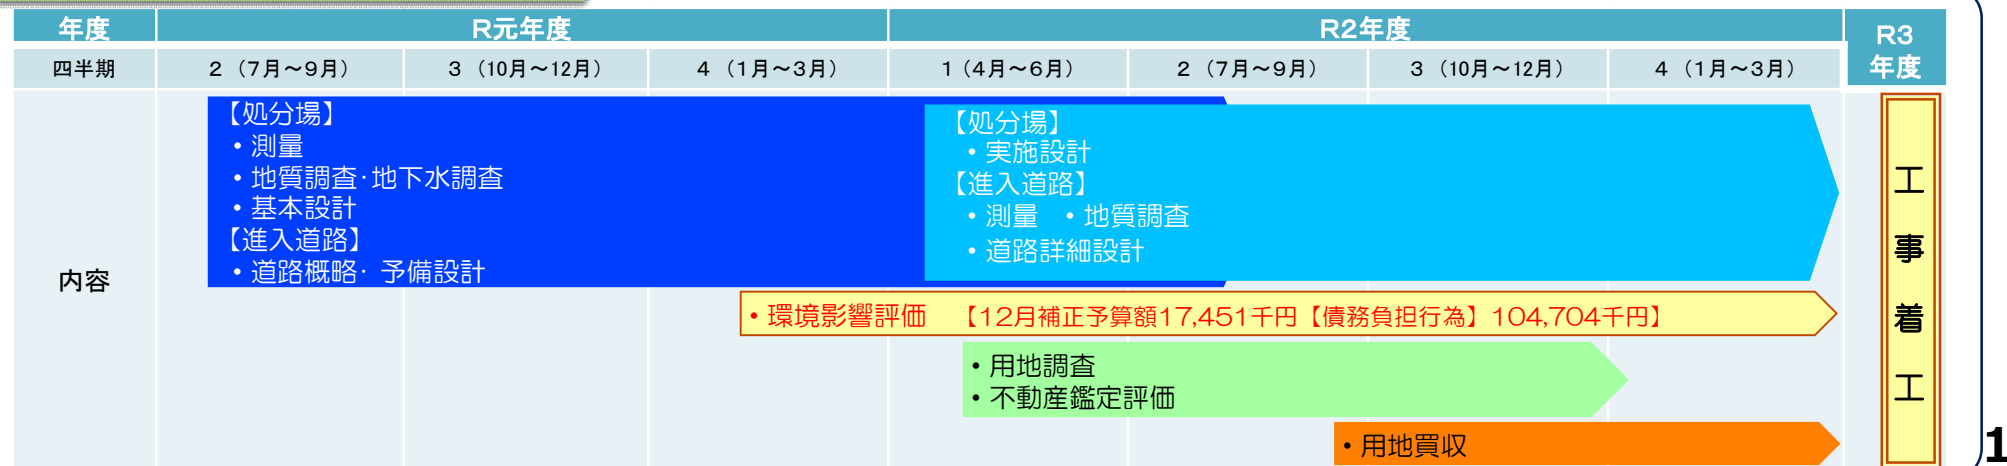 年度 R元年度 R2年度 R3年度
四半期 2（7月～9月） 3（10月～12月） 4（1月～3月） 1（4月～6月） 2（7月～9月） 3（10月～12月） 4（1月～3月）
内容
【処分場】
・測量
・地質調査・地下水調査
・基本設計
【進入道路】
・道路概略・予備設計
【処分場】
・実施設計
【進入道路】
・測量 ・地質調査
・道路詳細設計
・環境影響評価 【12月補正予算額17,451千円【債務負担行為】104,704千円】
・用地調査
・不動産鑑定評価
・用地買収
工事着工
1